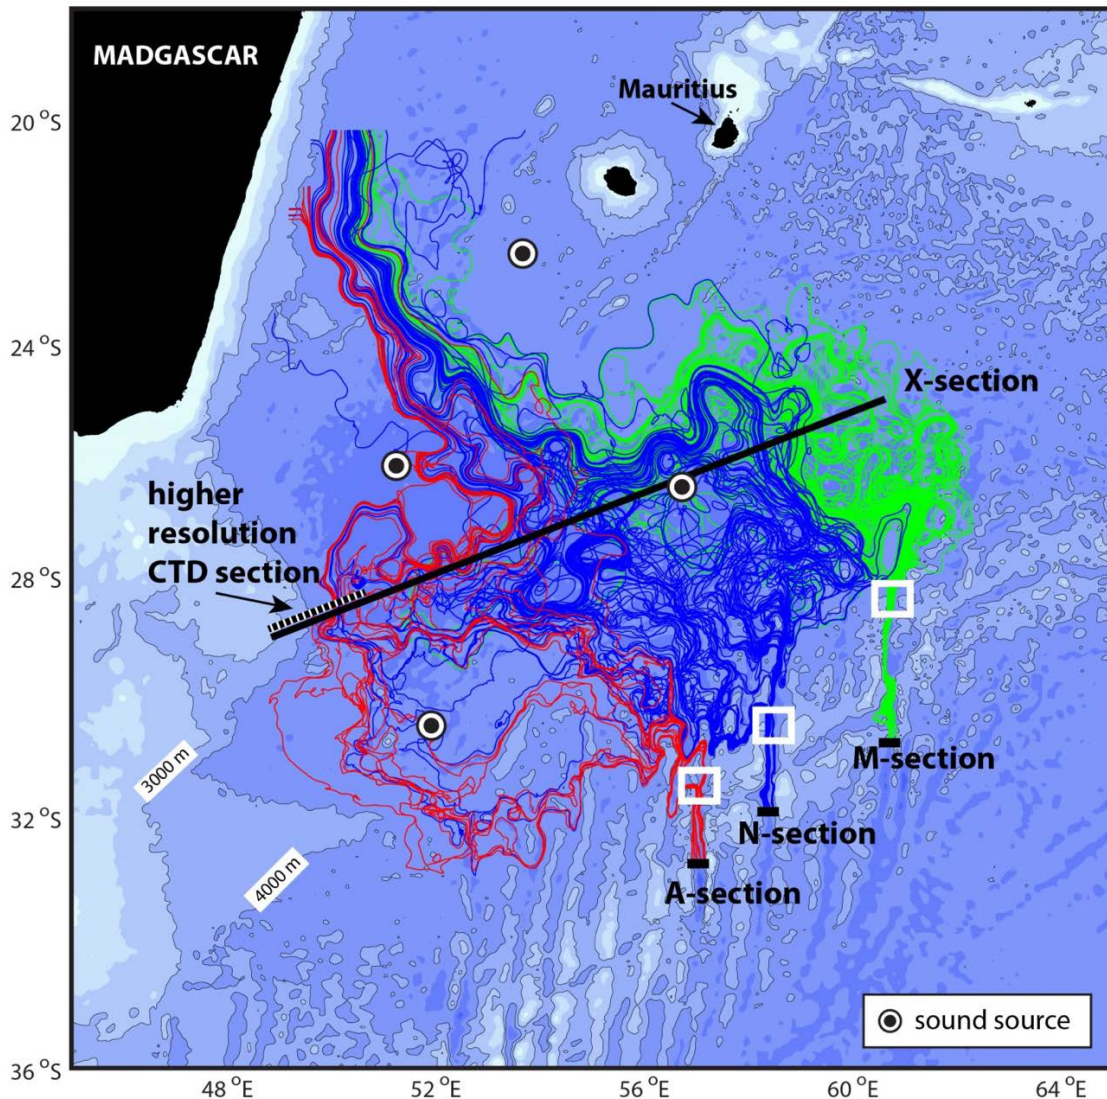 MADGASCAR
Mauritius
20 °S
24 °S
X-section
higher
resolution
CTD section
28 °S
M-section
3000 m
32 °S
N-section
4000 m
A-section
sound source
36 °S
48 °E
52 °E
56 °E
60 °E
64 °E